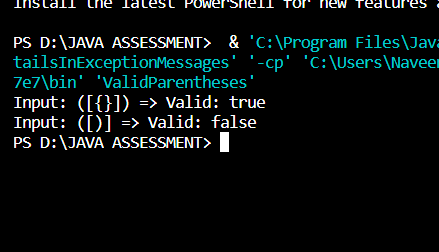 Install the latest PowerShell for new features a
PS D:\JAVA ASSESSMENT>  & 'C:\Program Files\Java
tailsInExceptionMessages' '-cp' 'C:\Users\Naveen
7e7\bin' 'ValidParentheses'
Input: ([{}]) => Valid: true
Input: ([)] => Valid: false
PS D:\JAVA ASSESSMENT>